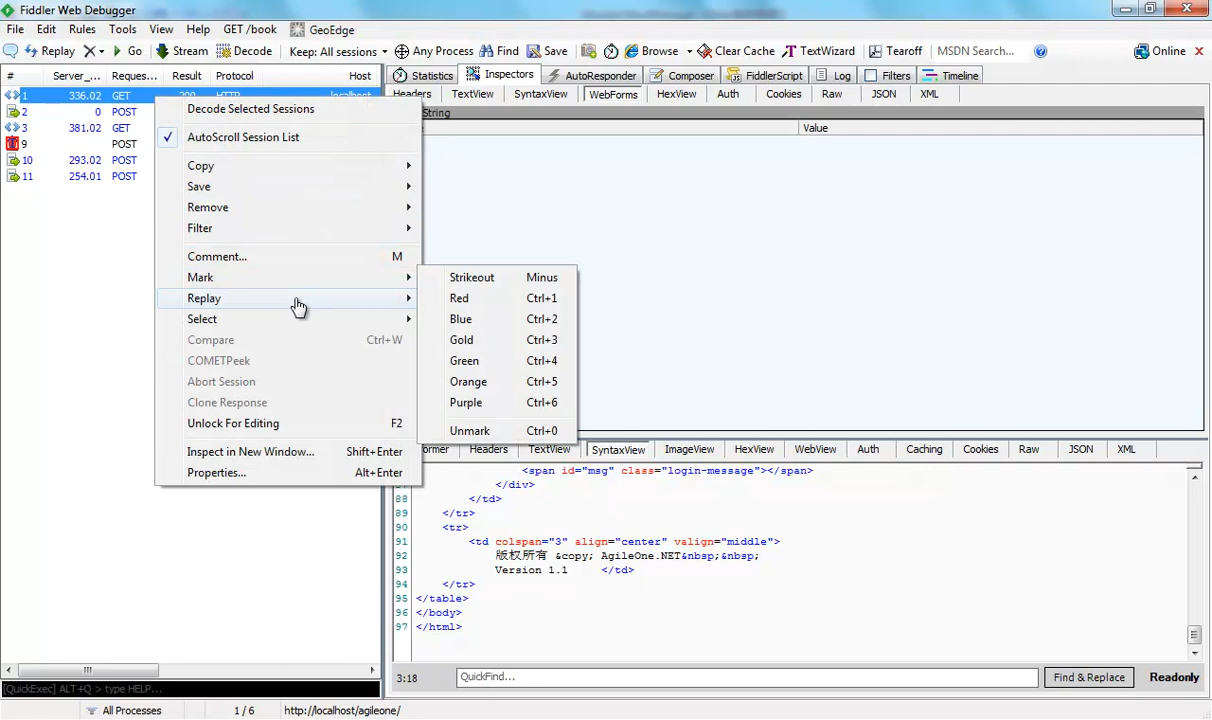 Fiddler Web Debugger
File Edit Rules Tools View Help GET /book GeoEdge
Replay Go Stream Decode Keep: All sessions Any Process Find Save Browse Clear Cache TextWizard Tearoff MSDN Search... Online
# Server_... Reques... Result Protocol Host
Statistics Inspectors AutoResponder Composer FiddlerScript Log Filters Timeline
Headers TextView SyntaxView WebForms HexView Auth Cookies Raw JSON XML
1 336.02 GET 200 HTTP localhost
2 0 POST
3 381.02 GET
9 POST
10 293.02 POST
11 254.01 POST
String
Value
Decode Selected Sessions
AutoScroll Session List
Copy
Save
Remove
Filter
Comment... M
Mark
Replay
Select
Compare Ctrl+W
COMETPeek
Abort Session
Clone Response
Unlock For Editing F2
Inspect in New Window... Shift+Enter
Properties... Alt+Enter
Strikeout Minus
Red Ctrl+1
Blue Ctrl+2
Gold Ctrl+3
Green Ctrl+4
Orange Ctrl+5
Purple Ctrl+6
Unmark Ctrl+0
Headers TextView SyntaxView ImageView HexView WebView Auth Caching Cookies Raw JSON XML
<span id="msg" class="login-message"></span>
87 </div>
88 </td>
89 </tr>
90 <tr>
91 <td colspan="3" align="center" valign="middle">
92 版权所有 &copy; AgileOne.NET&nbsp;&nbsp;
93 Version 1.1 </td>
94 </tr>
95 </table>
96 </body>
97 </html>
3:18 QuickFind... Find & Replace Readonly
[QuickExec] ALT+Q > type HELP...
All Processes 1 / 6 http://localhost/agileone/